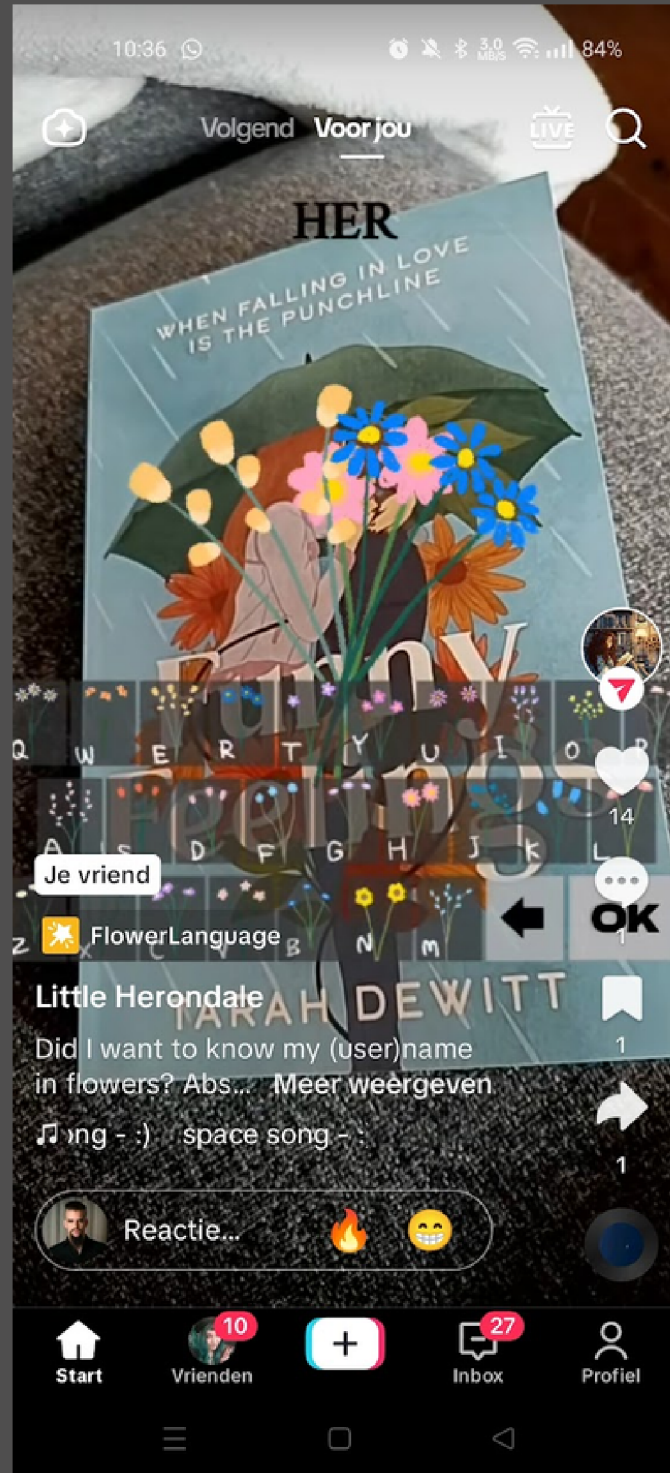 10:36 3.0 MB/S 84%
Volgend Voor jou LIVE
HER
WHEN FALLING IN LOVE
IS THE PUNCHLINE
Funny
Feelings
Q W E R T Y U I O P
A S D F G H J K L
14
Je vriend
Z X C V B N M OK
FlowerLanguage
1
Little Herondale
TARAH DEWITT
Did I want to know my (user)name
in flowers? Abs... Meer weergeven
1
ong - :) space song - :
1
Reactie...
10
27
Start Vrienden Inbox Profiel